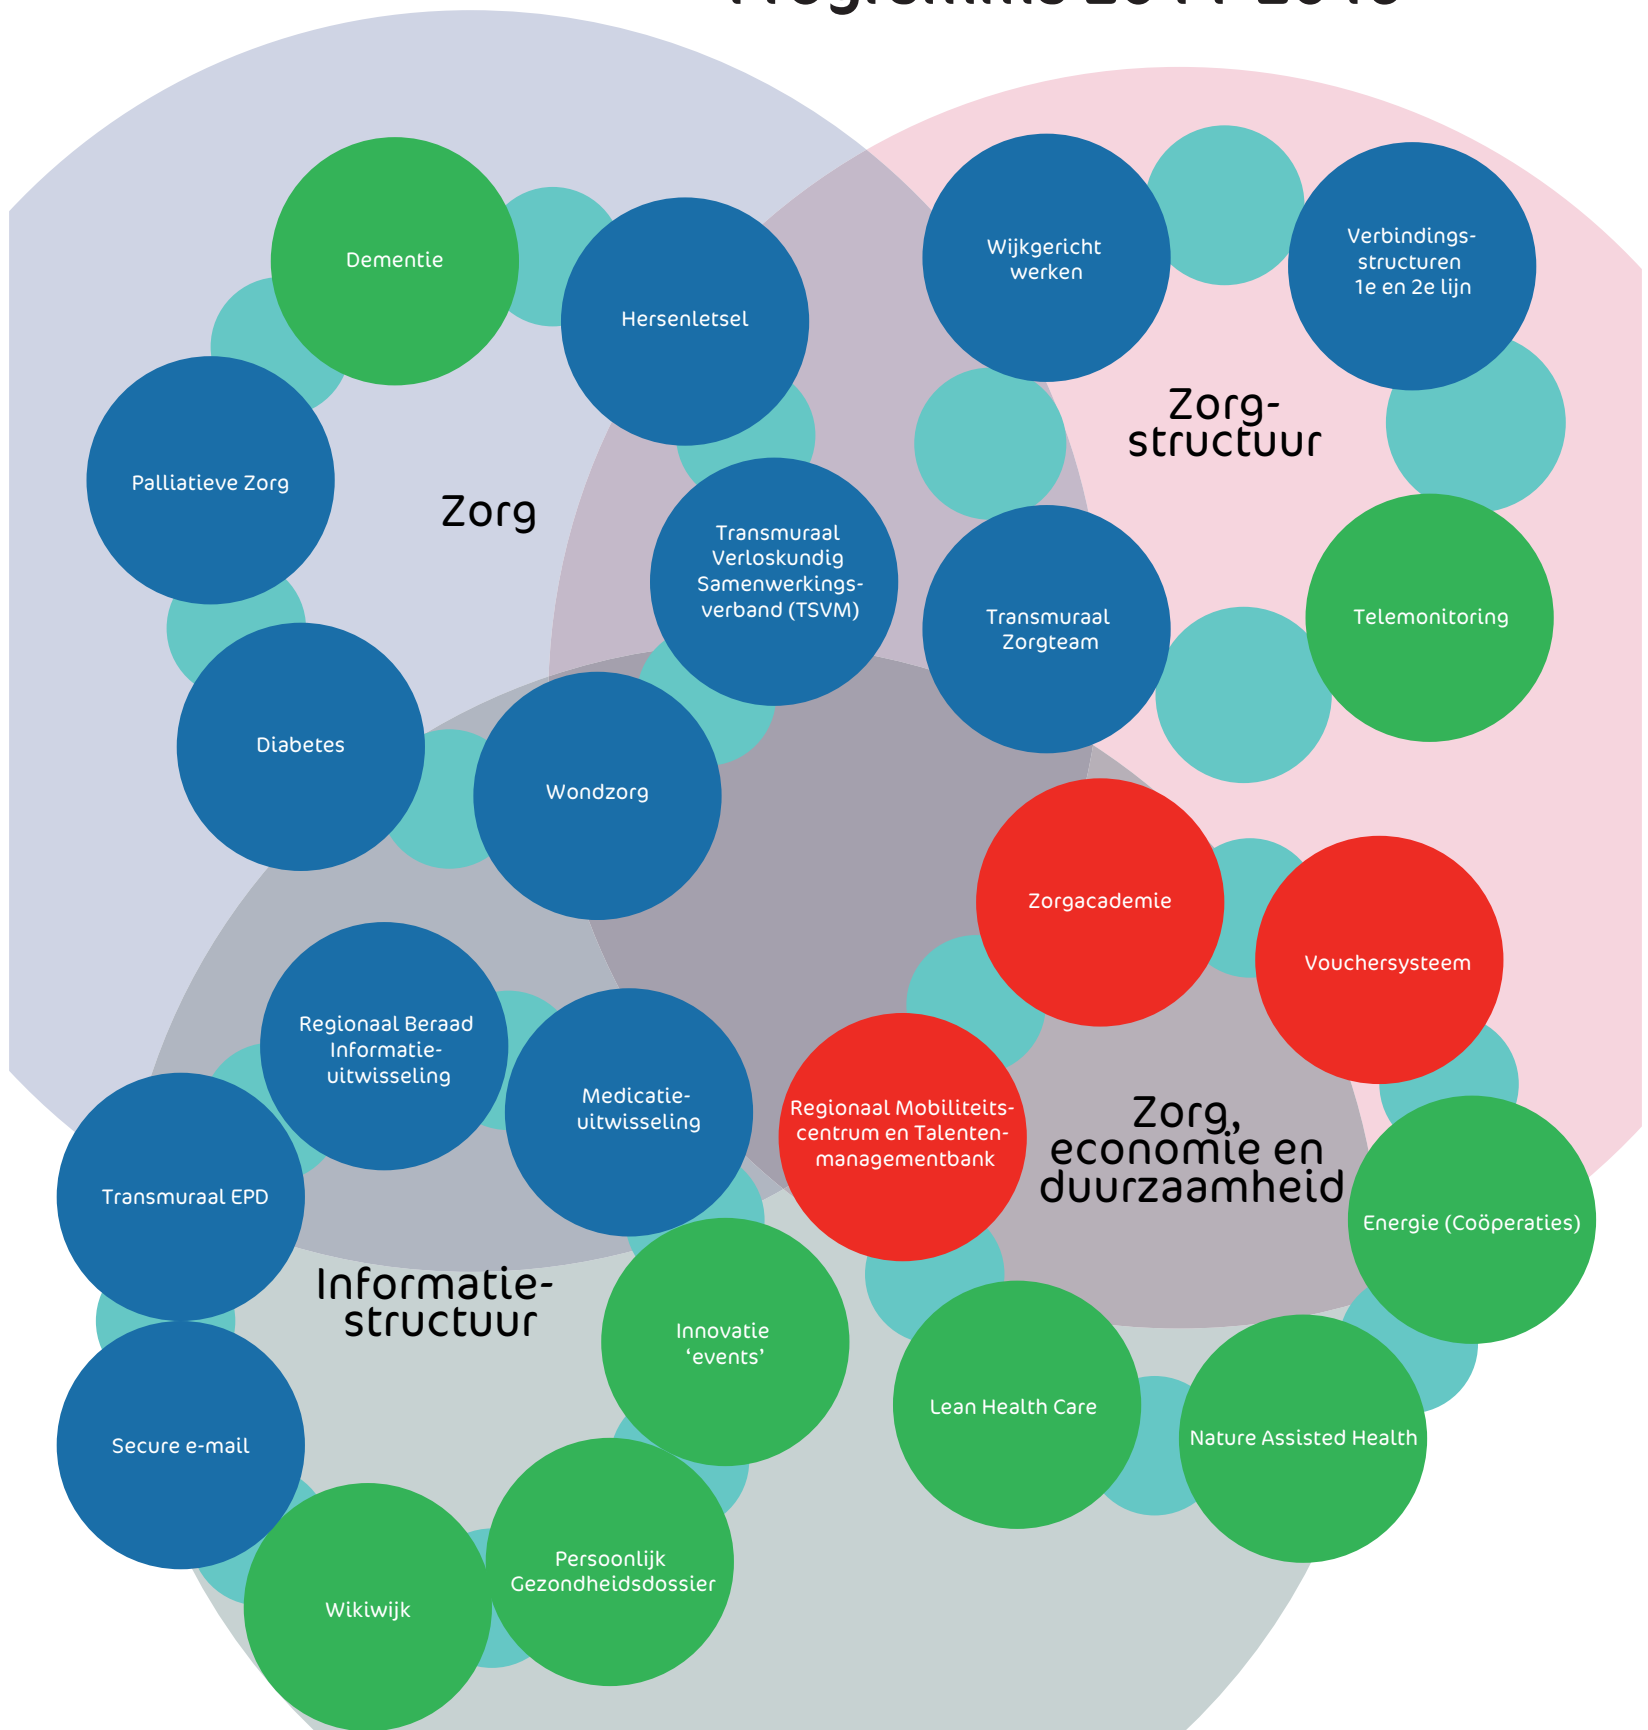 Programma 2014-2016
Dementie
Hersenletsel
Palliatieve Zorg
Zorg
Transmuraal
Verloskundig
Samenwerkings-
verband (TSVM)
Diabetes
Wondzorg
Wijkgericht
werken
Verbindings-
structuren
1e en 2e lijn
Zorg-
structuur
Transmuraal
Zorgteam
Telemonitoring
Regionaal Beraad
Informatie-
uitwisseling
Medicatie-
uitwisseling
Transmuraal EPD
Informatie-
structuur
Innovatie
‘events’
Secure e-mail
Persoonlijk
Gezondheidsdossier
Wikiwijk
Zorgacademie
Vouchersysteem
Regionaal Mobiliteits-
centrum en Talenten-
managementbank
Zorg,
economie en
duurzaamheid
Energie (Coöperaties)
Lean Health Care
Nature Assisted Health